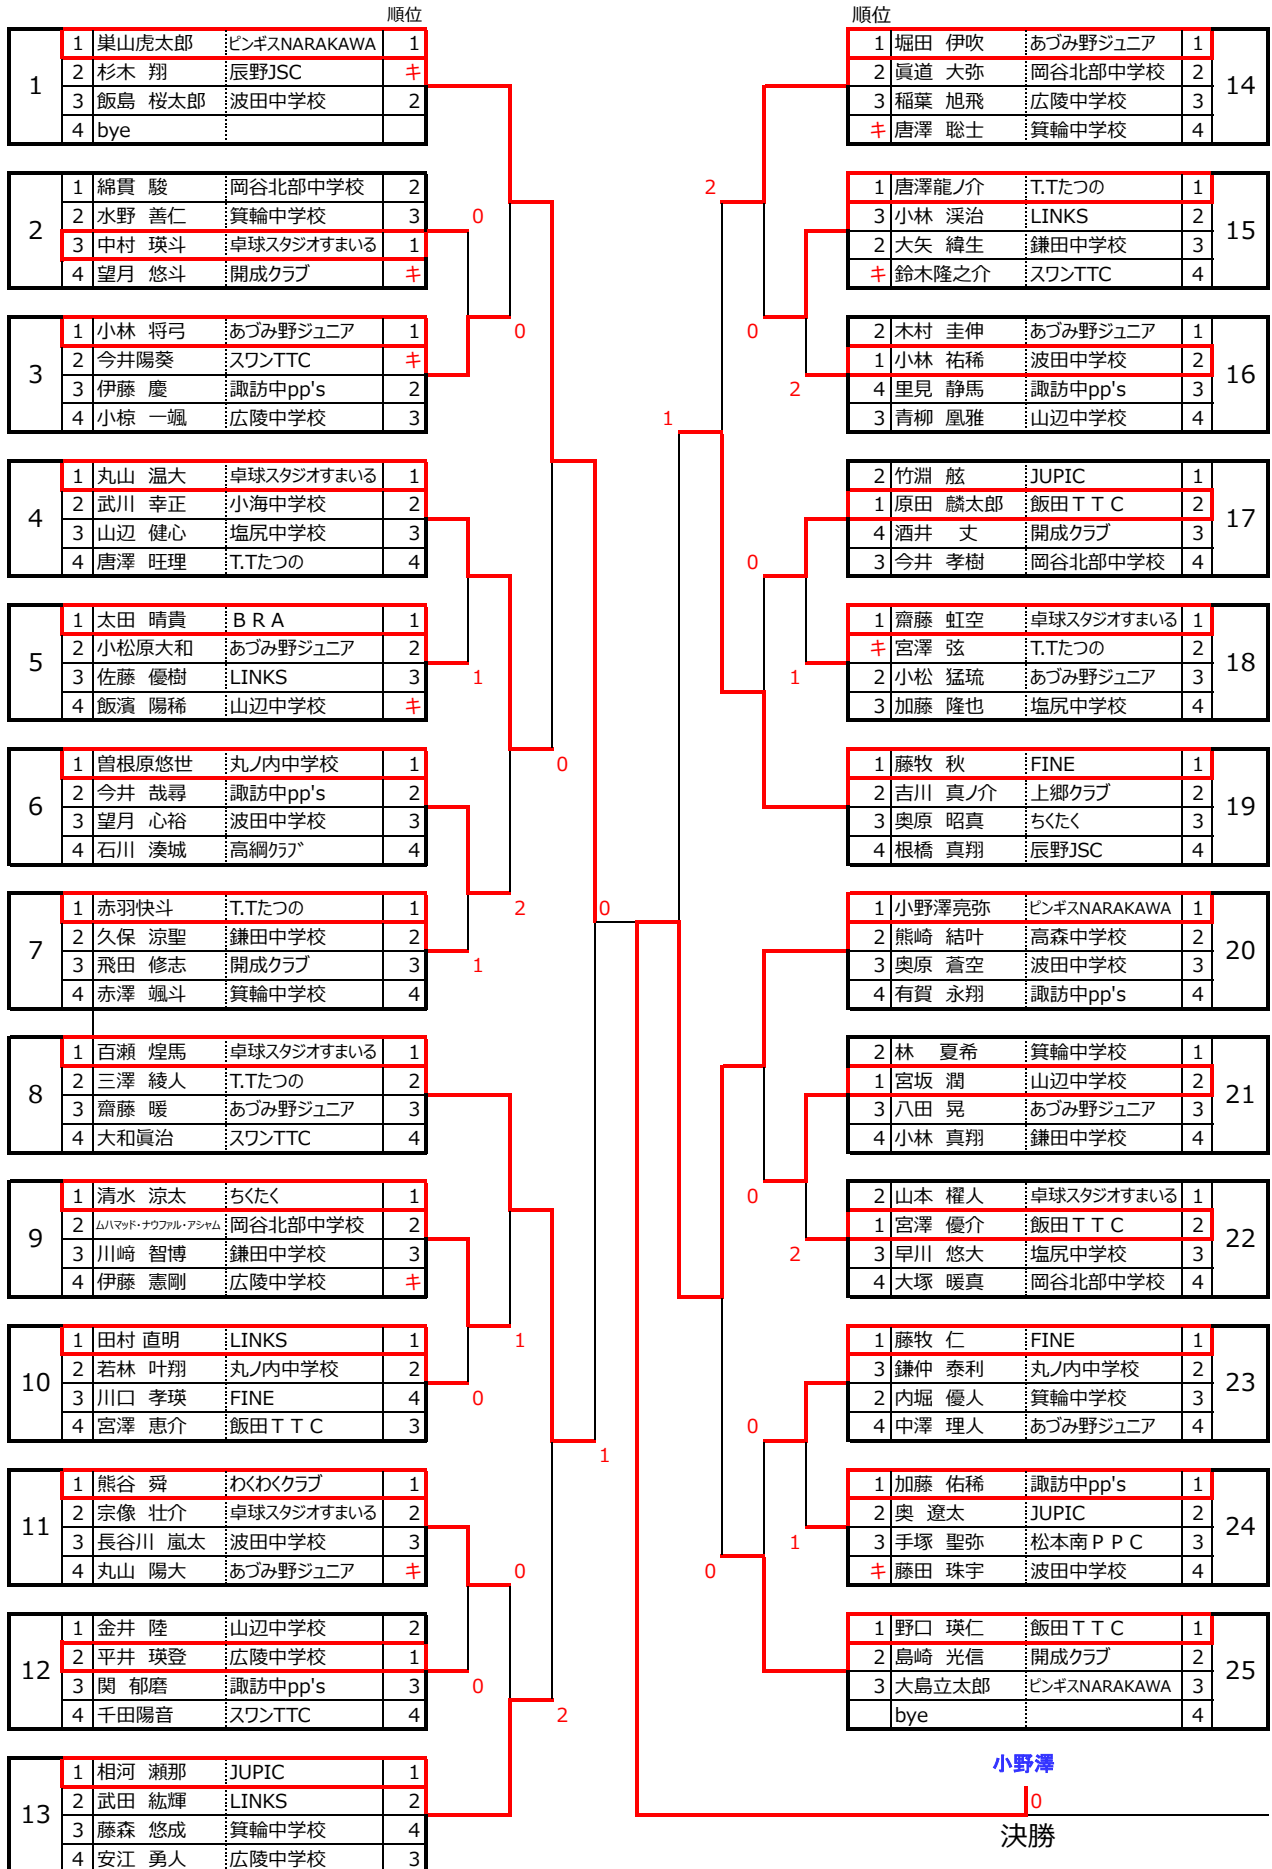 順位
1
1 巣山虎太郎 ピンギスNARAKAWA 1
2 杉木 翔 辰野JSC キ
3 飯島 桜太郎 波田中学校 2
4 bye
2
1 綿貫 駿 岡谷北部中学校 2
2 水野 善仁 箕輪中学校 3
3 中村 瑛斗 卓球スタジオすまいる 1
4 望月 悠斗 開成クラブ キ
0
3
1 小林 将弓 あづみ野ジュニア 1
2 今井陽葵 スワンTTC キ
3 伊藤 慶 諏訪中pp's 2
4 小椋 一颯 広陵中学校 3
0
4
1 丸山 温大 卓球スタジオすまいる 1
2 武川 幸正 小海中学校 2
3 山辺 健心 塩尻中学校 3
4 唐澤 旺理 T.Tたつの 4
5
1 太田 晴貴 ＢＲＡ 1
2 小松原大和 あづみ野ジュニア 2
3 佐藤 優樹 LINKS 3
4 飯濱 陽稀 山辺中学校 キ
1
6
1 曽根原悠世 丸ノ内中学校 1
2 今井 哉尋 諏訪中pp's 2
3 望月 心裕 波田中学校 3
4 石川 湊城 高綱ｸﾗﾌﾞ 4
0
7
1 赤羽快斗 T.Tたつの 1
2 久保 涼聖 鎌田中学校 2
3 飛田 修志 開成クラブ 3
4 赤澤 颯斗 箕輪中学校 4
2
0
1
8
1 百瀬 煌馬 卓球スタジオすまいる 1
2 三澤 綾人 T.Tたつの 2
3 齋藤 暖 あづみ野ジュニア 3
4 大和眞治 スワンTTC 4
9
1 清水 涼太 ちくたく 1
2 ムハマッド・ナウファル・アシャム 岡谷北部中学校 2
3 川﨑 智博 鎌田中学校 3
4 伊藤 憲剛 広陵中学校 キ
10
1 田村 直明 LINKS 1
2 若林 叶翔 丸ノ内中学校 2
3 川口 孝瑛 FINE 4
4 宮澤 恵介 飯田ＴＴＣ 3
1
0
1
11
1 熊谷 舜 わくわくクラブ 1
2 宗像 壮介 卓球スタジオすまいる 2
3 長谷川 嵐太 波田中学校 3
4 丸山 陽大 あづみ野ジュニア キ
0
12
1 金井 陸 山辺中学校 2
2 平井 瑛登 広陵中学校 1
3 関 郁磨 諏訪中pp's 3
4 千田陽音 スワンTTC 4
0
2
13
1 相河 瀬那 JUPIC 1
2 武田 紘輝 LINKS 2
3 藤森 悠成 箕輪中学校 4
4 安江 勇人 広陵中学校 3
順位
1 堀田 伊吹 あづみ野ジュニア 1
2 眞道 大弥 岡谷北部中学校 2
3 稲葉 旭飛 広陵中学校 3
キ 唐澤 聡士 箕輪中学校 4
14
2
1 唐澤龍ノ介 T.Tたつの 1
3 小林 渓治 LINKS 2
2 大矢 緯生 鎌田中学校 3
キ 鈴木隆之介 スワンTTC 4
15
0
2 木村 圭伸 あづみ野ジュニア 1
1 小林 祐稀 波田中学校 2
4 里見 静馬 諏訪中pp's 3
3 青柳 凰雅 山辺中学校 4
16
2
1
2 竹淵 舷 JUPIC 1
1 原田 麟太郎 飯田ＴＴＣ 2
4 酒井 丈 開成クラブ 3
3 今井 孝樹 岡谷北部中学校 4
17
0
1 齋藤 虹空 卓球スタジオすまいる 1
キ 宮澤 弦 T.Tたつの 2
2 小松 猛琉 あづみ野ジュニア 3
3 加藤 隆也 塩尻中学校 4
18
1
1 藤牧 秋 FINE 1
2 吉川 真ノ介 上郷クラブ 2
3 奥原 昭真 ちくたく 3
4 根橋 真翔 辰野JSC 4
19
1 小野澤亮弥 ピンギスNARAKAWA 1
2 熊崎 結叶 高森中学校 2
3 奥原 蒼空 波田中学校 3
4 有賀 永翔 諏訪中pp's 4
20
2 林 夏希 箕輪中学校 1
1 宮坂 潤 山辺中学校 2
3 八田 晃 あづみ野ジュニア 3
4 小林 真翔 鎌田中学校 4
21
0
2 山本 櫂人 卓球スタジオすまいる 1
1 宮澤 優介 飯田ＴＴＣ 2
3 早川 悠大 塩尻中学校 3
4 大塚 暖真 岡谷北部中学校 4
22
2
1 藤牧 仁 FINE 1
3 鎌仲 泰利 丸ノ内中学校 2
2 内堀 優人 箕輪中学校 3
4 中澤 理人 あづみ野ジュニア 4
23
0
1 加藤 佑稀 諏訪中pp's 1
2 奥 遼太 JUPIC 2
3 手塚 聖弥 松本南ＰＰＣ 3
キ 藤田 珠宇 波田中学校 4
24
1
0
1 野口 瑛仁 飯田ＴＴＣ 1
2 島崎 光信 開成クラブ 2
3 大島立太郎 ピンギスNARAKAWA 3
bye 4
25
小野澤
0
決勝